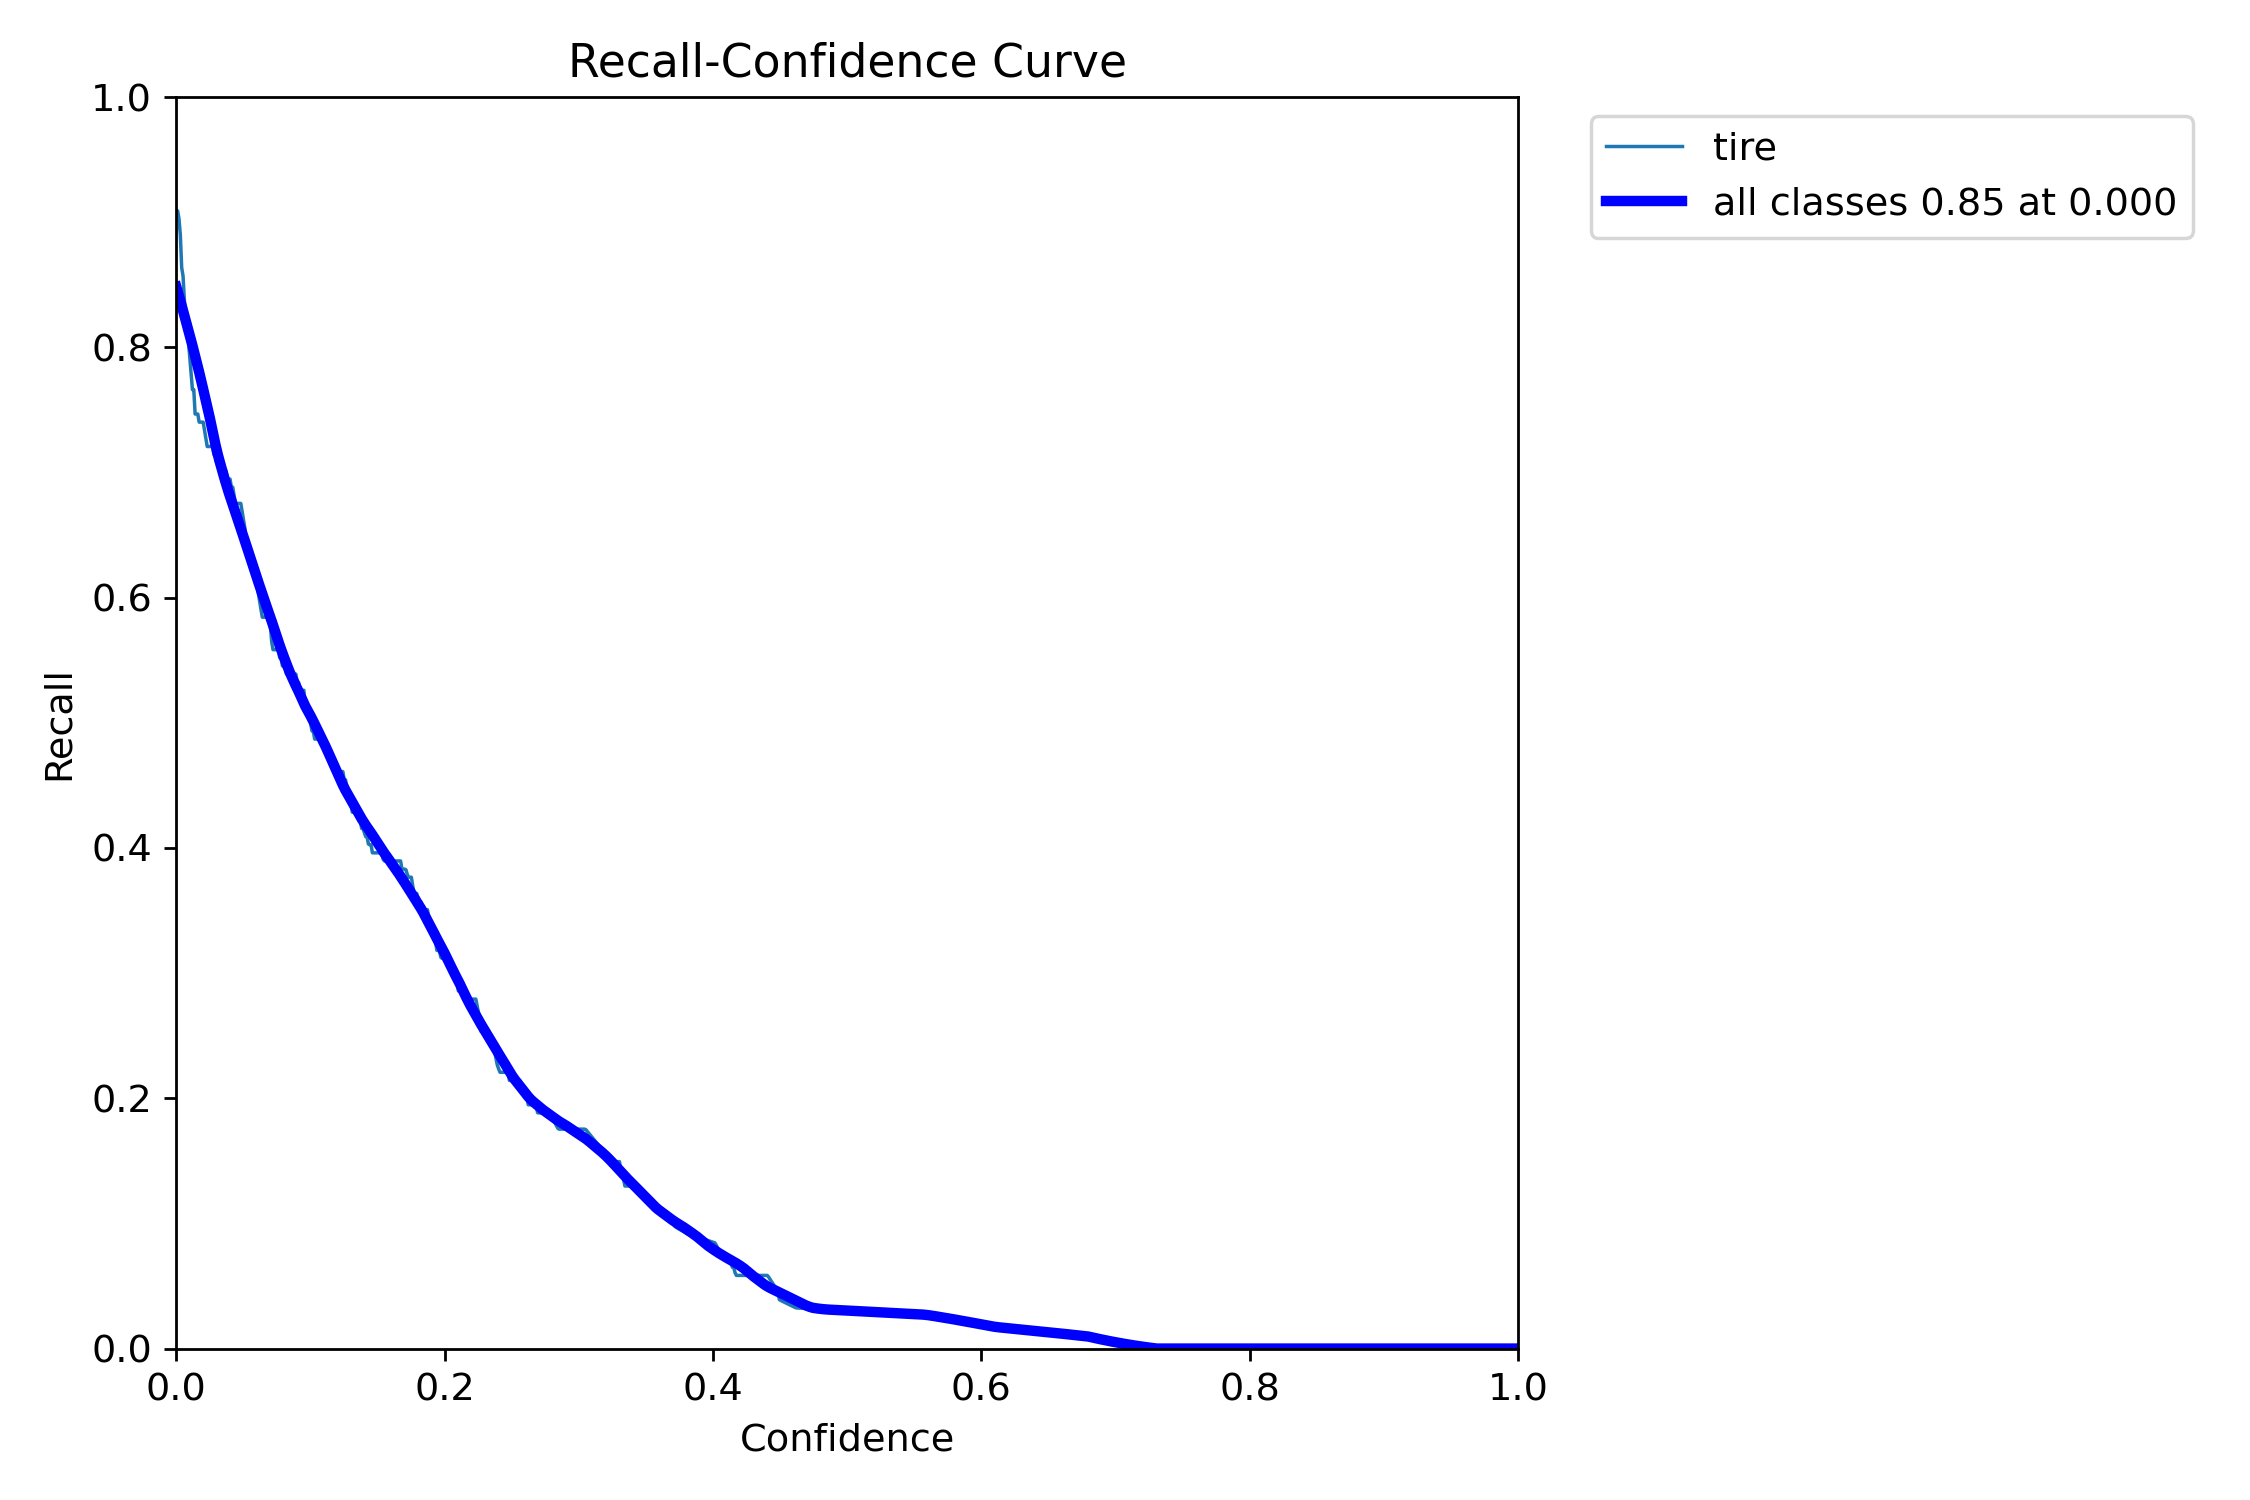 Recall-Confidence Curve
1.0
0.8
0.6
0.4
0.2
0.0
Recall
0.0 0.2 0.4 0.6 0.8 1.0
Confidence
tire
all classes 0.85 at 0.000